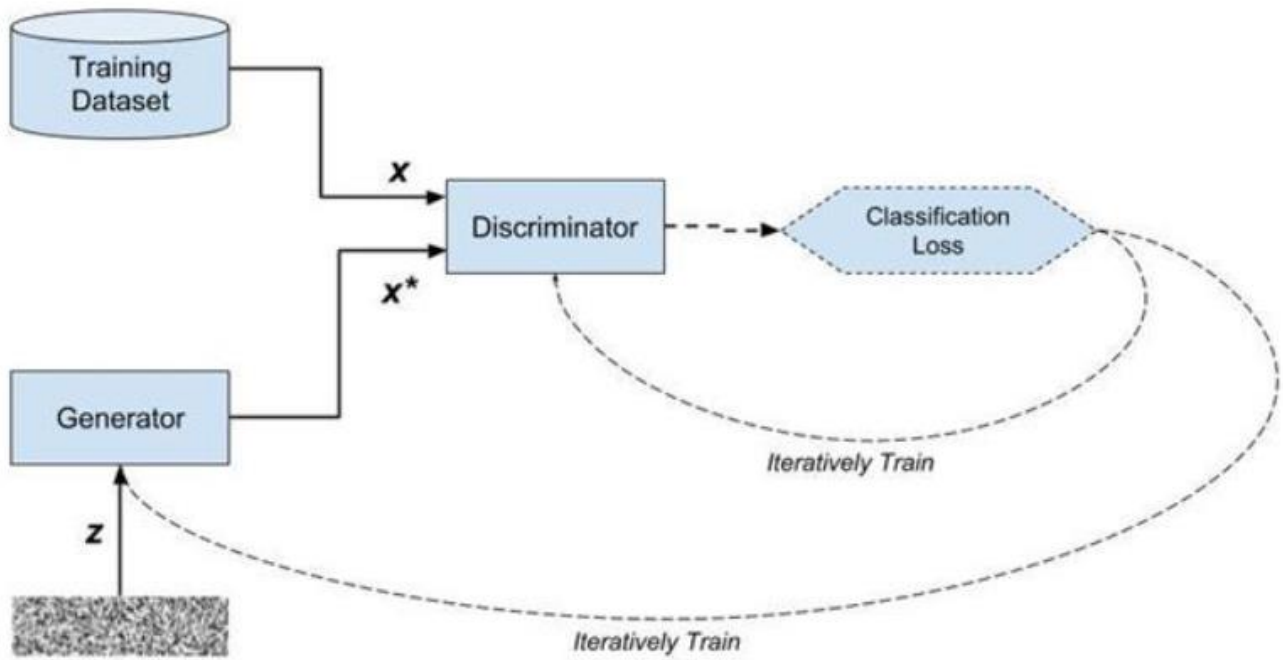 Training
Dataset
x
Discriminator
Classification
Loss
x*
Generator
Iteratively Train
z
Iteratively Train